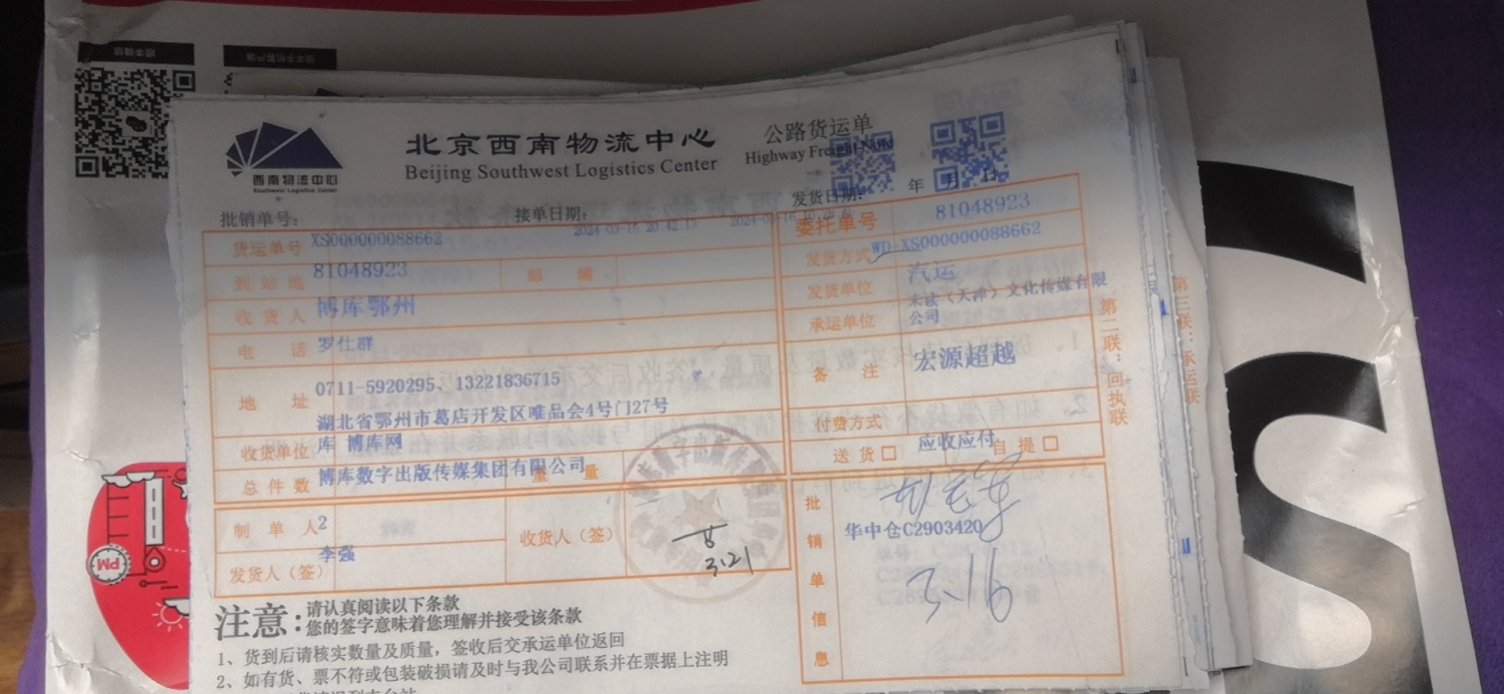 西南物流中心
Southwest Logistics Center
北京西南物流中心
Beijing Southwest Logistics Center
公路货运单
Highway Freight Note
批销单号：
接单日期：
2024-03-15 20:42:13
发货日期：
年 月 日
货运单号 XS000000088662
委托单号 81048923
到站地 81048923 邮编
发货方式 WD-XS000000088662
收货人 博库鄂州
发货单位 汽运
电话 罗仕群
承运单位 未读（天津）文化传媒有限公司
地址 0711-5920295、13221836715
湖北省鄂州市葛店开发区唯品会4号门27号
备注 宏源超越
收货单位 库 博库网
付费方式
总件数 博库数字出版传媒集团有限公司 重量
送货□ 应收应付 自提□
制单人 2
李强
收货人（签）
3.21
发货人（签）
批销单信息
华中仓C2903420
3.16
注意：
请认真阅读以下条款
您的签字意味着您理解并接受该条款
1、货到后请核实数量及质量，签收后交承运单位返回
2、如有货、票不符或包装破损请及时与我公司联系并在票据上注明
第二联：回执联
第三联：承运联
PM